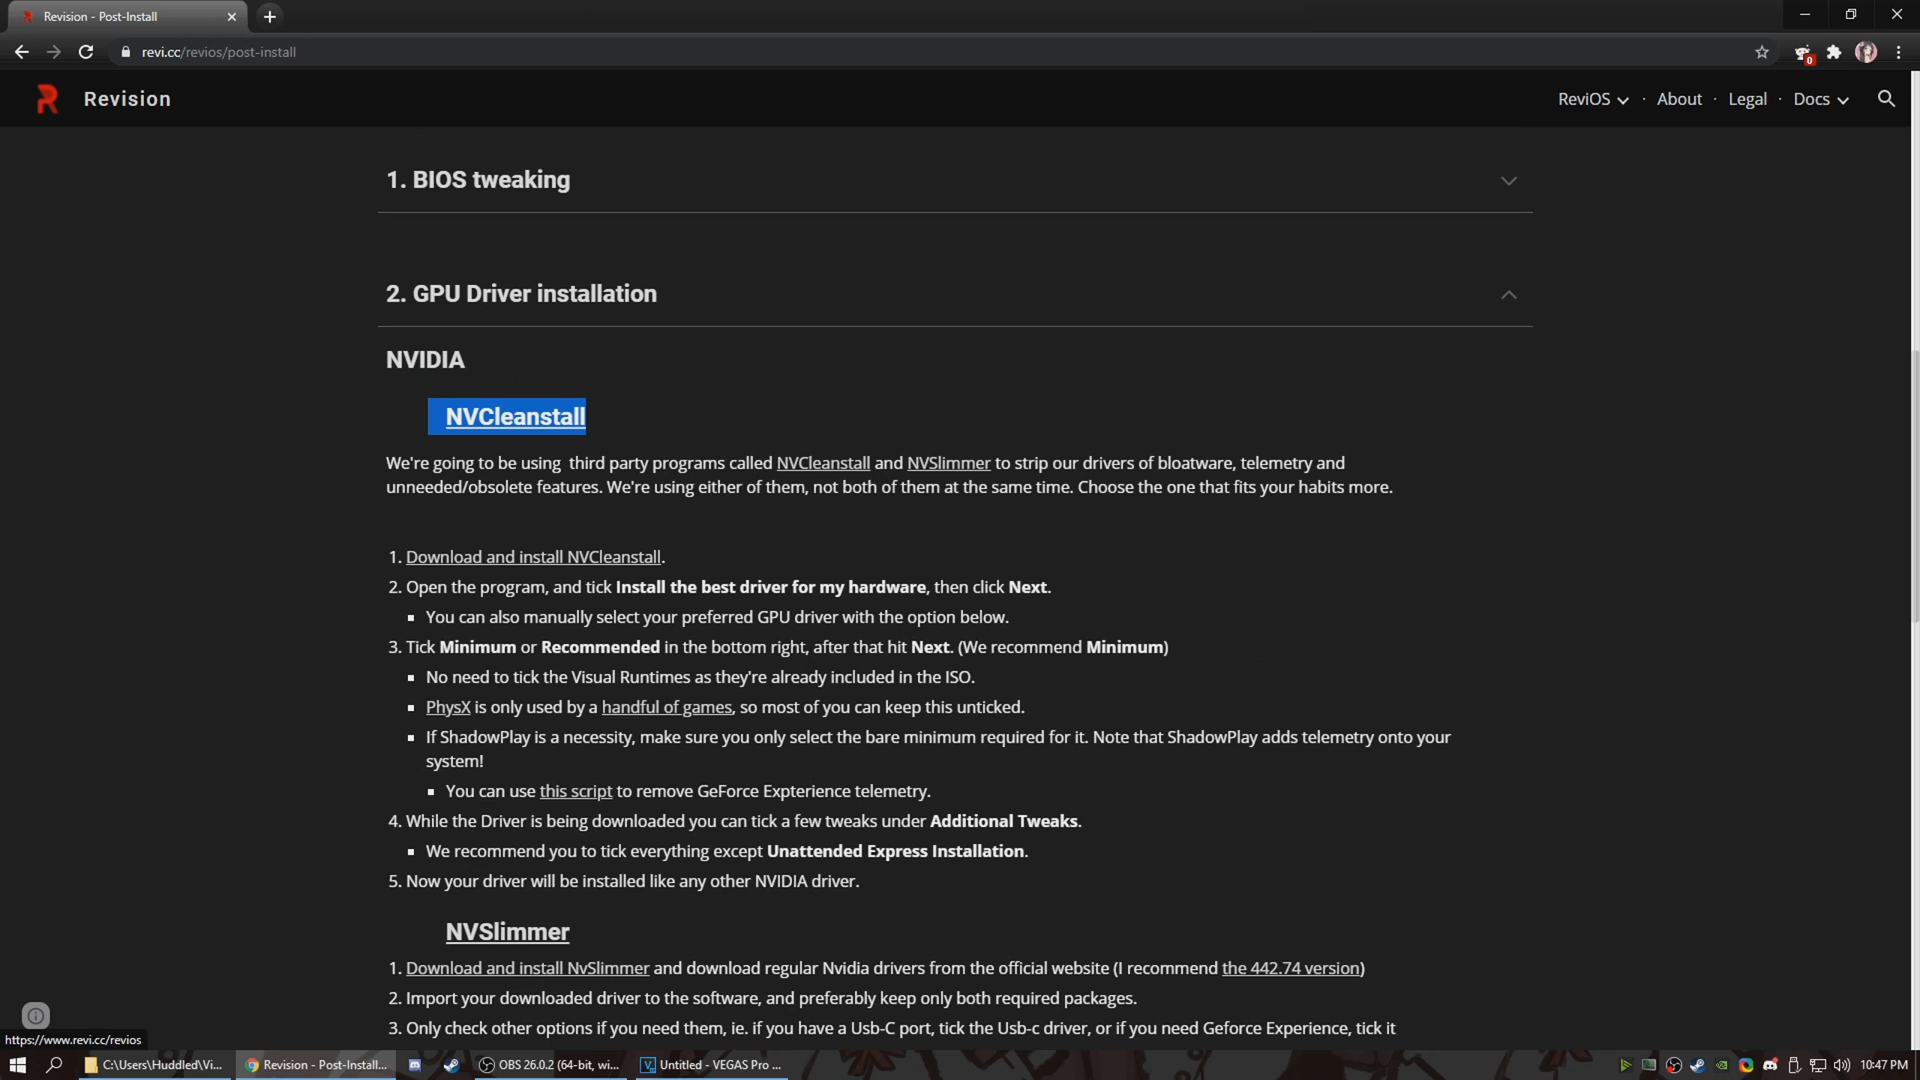 Revision - Post-Install
revi.cc/revios/post-install
0
Revision
ReviOS · About · Legal · Docs
1. BIOS tweaking
2. GPU Driver installation
NVIDIA
NVCleanstall
We're going to be using  third party programs called NVCleanstall and NVSlimmer to strip our drivers of bloatware, telemetry and
unneeded/obsolete features. We're using either of them, not both of them at the same time. Choose the one that fits your habits more.
1. Download and install NVCleanstall.
2. Open the program, and tick Install the best driver for my hardware, then click Next.
▪ You can also manually select your preferred GPU driver with the option below.
3. Tick Minimum or Recommended in the bottom right, after that hit Next. (We recommend Minimum)
▪ No need to tick the Visual Runtimes as they're already included in the ISO.
▪ PhysX is only used by a handful of games, so most of you can keep this unticked.
▪ If ShadowPlay is a necessity, make sure you only select the bare minimum required for it. Note that ShadowPlay adds telemetry onto your
system!
▪ You can use this script to remove GeForce Expterience telemetry.
4. While the Driver is being downloaded you can tick a few tweaks under Additional Tweaks.
▪ We recommend you to tick everything except Unattended Express Installation.
5. Now your driver will be installed like any other NVIDIA driver.
NVSlimmer
1. Download and install NvSlimmer and download regular Nvidia drivers from the official website (I recommend the 442.74 version)
2. Import your downloaded driver to the software, and preferably keep only both required packages.
3. Only check other options if you need them, ie. if you have a Usb-C port, tick the Usb-c driver, or if you need Geforce Experience, tick it
https://www.revi.cc/revios
C:\Users\Huddled\Vi...
Revision - Post-Install...
OBS 26.0.2 (64-bit, wi...
Untitled - VEGAS Pro ...
10:47 PM